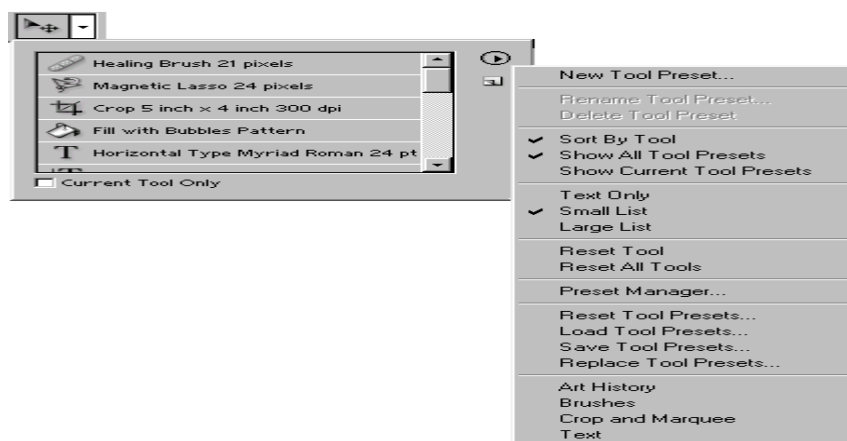 Healing Brush 21 pixels
Magnetic Lasso 24 pixels
Crop 5 inch x 4 inch 300 dpi
Fill with Bubbles Pattern
T Horizontal Type Myriad Roman 24 pt
Current Tool Only
New Tool Preset...
Rename Tool Preset...
Delete Tool Preset
Sort By Tool
Show All Tool Presets
Show Current Tool Presets
Text Only
Small List
Large List
Reset Tool
Reset All Tools
Preset Manager...
Reset Tool Presets...
Load Tool Presets...
Save Tool Presets...
Replace Tool Presets...
Art History
Brushes
Crop and Marquee
Text